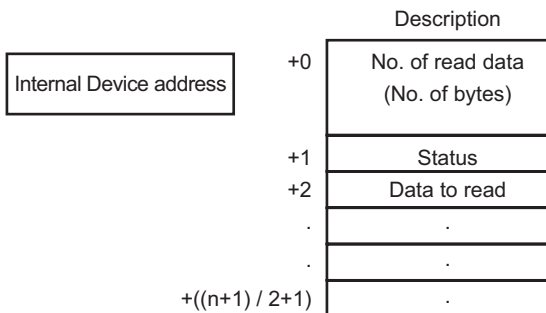 Description
Internal Device address
+0
No. of read data
(No. of bytes)
+1
Status
+2
Data to read
.
.
.
.
+((n+1) / 2+1)
.